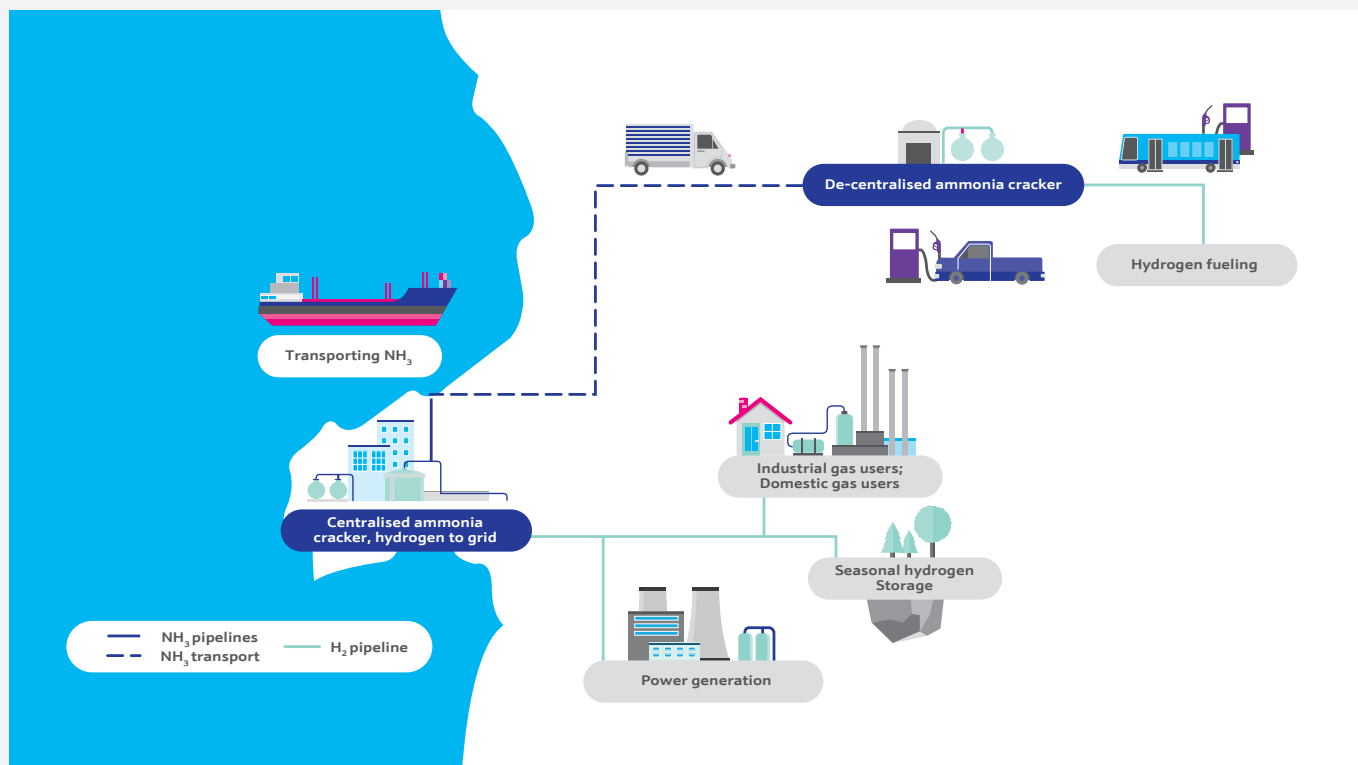 De-centralised ammonia cracker
Hydrogen fueling
Transporting NH₃
Industrial gas users;
Domestic gas users
Centralised ammonia
cracker, hydrogen to grid
Seasonal hydrogen
Storage
Power generation
NH₃ pipelines
NH₃ transport
H₂ pipeline